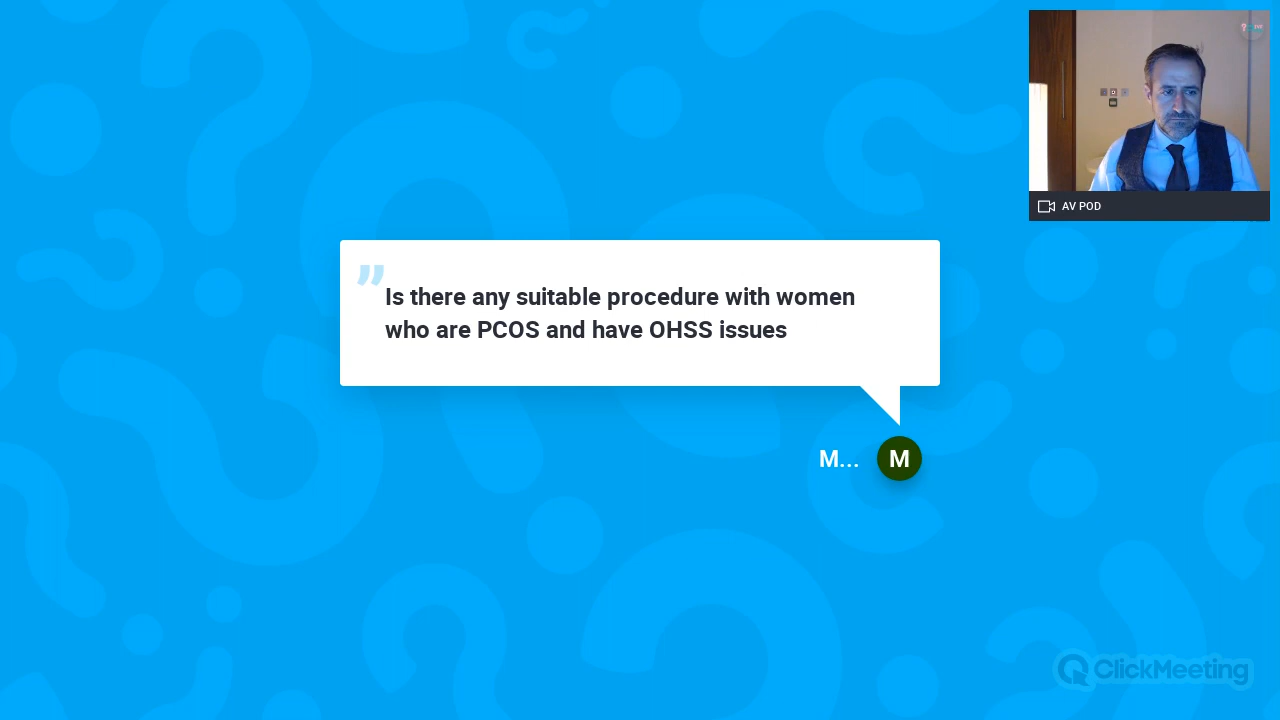 AV POD
”
Is there any suitable procedure with women
who are PCOS and have OHSS issues
M...
M
ClickMeeting